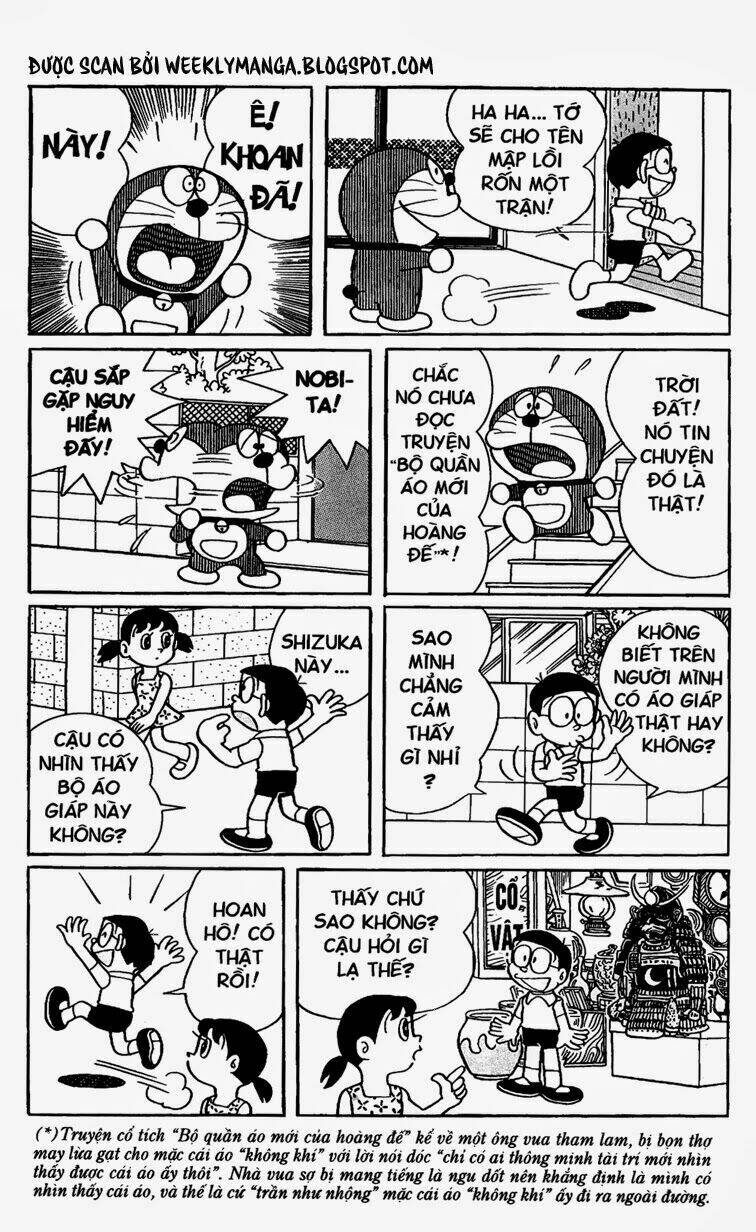 ĐƯỢC SCAN BỞI WEEKLYMANGA.BLOGSPOT.COM
HA HA... TỚ
SẼ CHO TÊN
MẬP LỒI
RỐN MỘT
TRẬN!
Ê!
KHOAN
ĐÃ!
NÀY!
TRỜI
ĐẤT!
NÓ TIN
CHUYỆN
ĐÓ LÀ
THẬT!
CHẮC
NÓ CHƯA
ĐỌC
TRUYỆN
"BỘ QUẦN
ÁO MỚI
CỦA
HOÀNG
ĐẾ"*!
NOBI-
TA!
CẬU SẮP
GẶP NGUY
HIỂM
ĐẤY!
KHÔNG
BIẾT TRÊN
NGƯỜI MÌNH
CÓ ÁO GIÁP
THẬT HAY
KHÔNG?
SAO
MÌNH
CHẲNG
CẢM
THẤY
GÌ NHỈ
?
SHIZUKA
NÀY...
CẬU CÓ
NHÌN THẤY
BỘ ÁO
GIÁP NÀY
KHÔNG?
CỔ
VẬT
THẤY CHỨ
SAO KHÔNG?
CẬU HỎI GÌ
LẠ THẾ?
HOAN
HÔ! CÓ
THẬT
RỒI!
(*)Truyện cổ tích "Bộ quần áo mới của hoàng đế" kể về một ông vua tham lam, bị bọn thợ
may lừa gạt cho mặc cái áo "không khí" với lời nói dóc "chỉ có ai thông minh tài trí mới nhìn
thấy được cái áo ấy thôi". Nhà vua sợ bị mang tiếng là ngu dốt nên khẳng định là mình có
nhìn thấy cái áo, và thế là cứ "trần như nhộng" mặc cái áo "không khí" ấy đi ra ngoài đường.